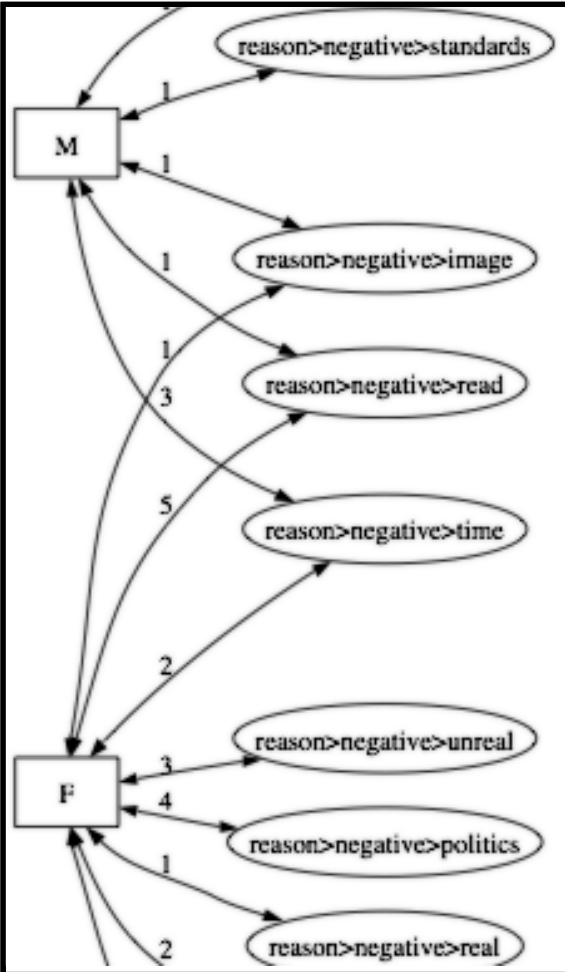 reason>negative>standards
1
M
1
reason>negative>image
1
1
reason>negative>read
3
5
reason>negative>time
2
reason>negative>unreal
3
F
4
reason>negative>politics
1
reason>negative>real
2